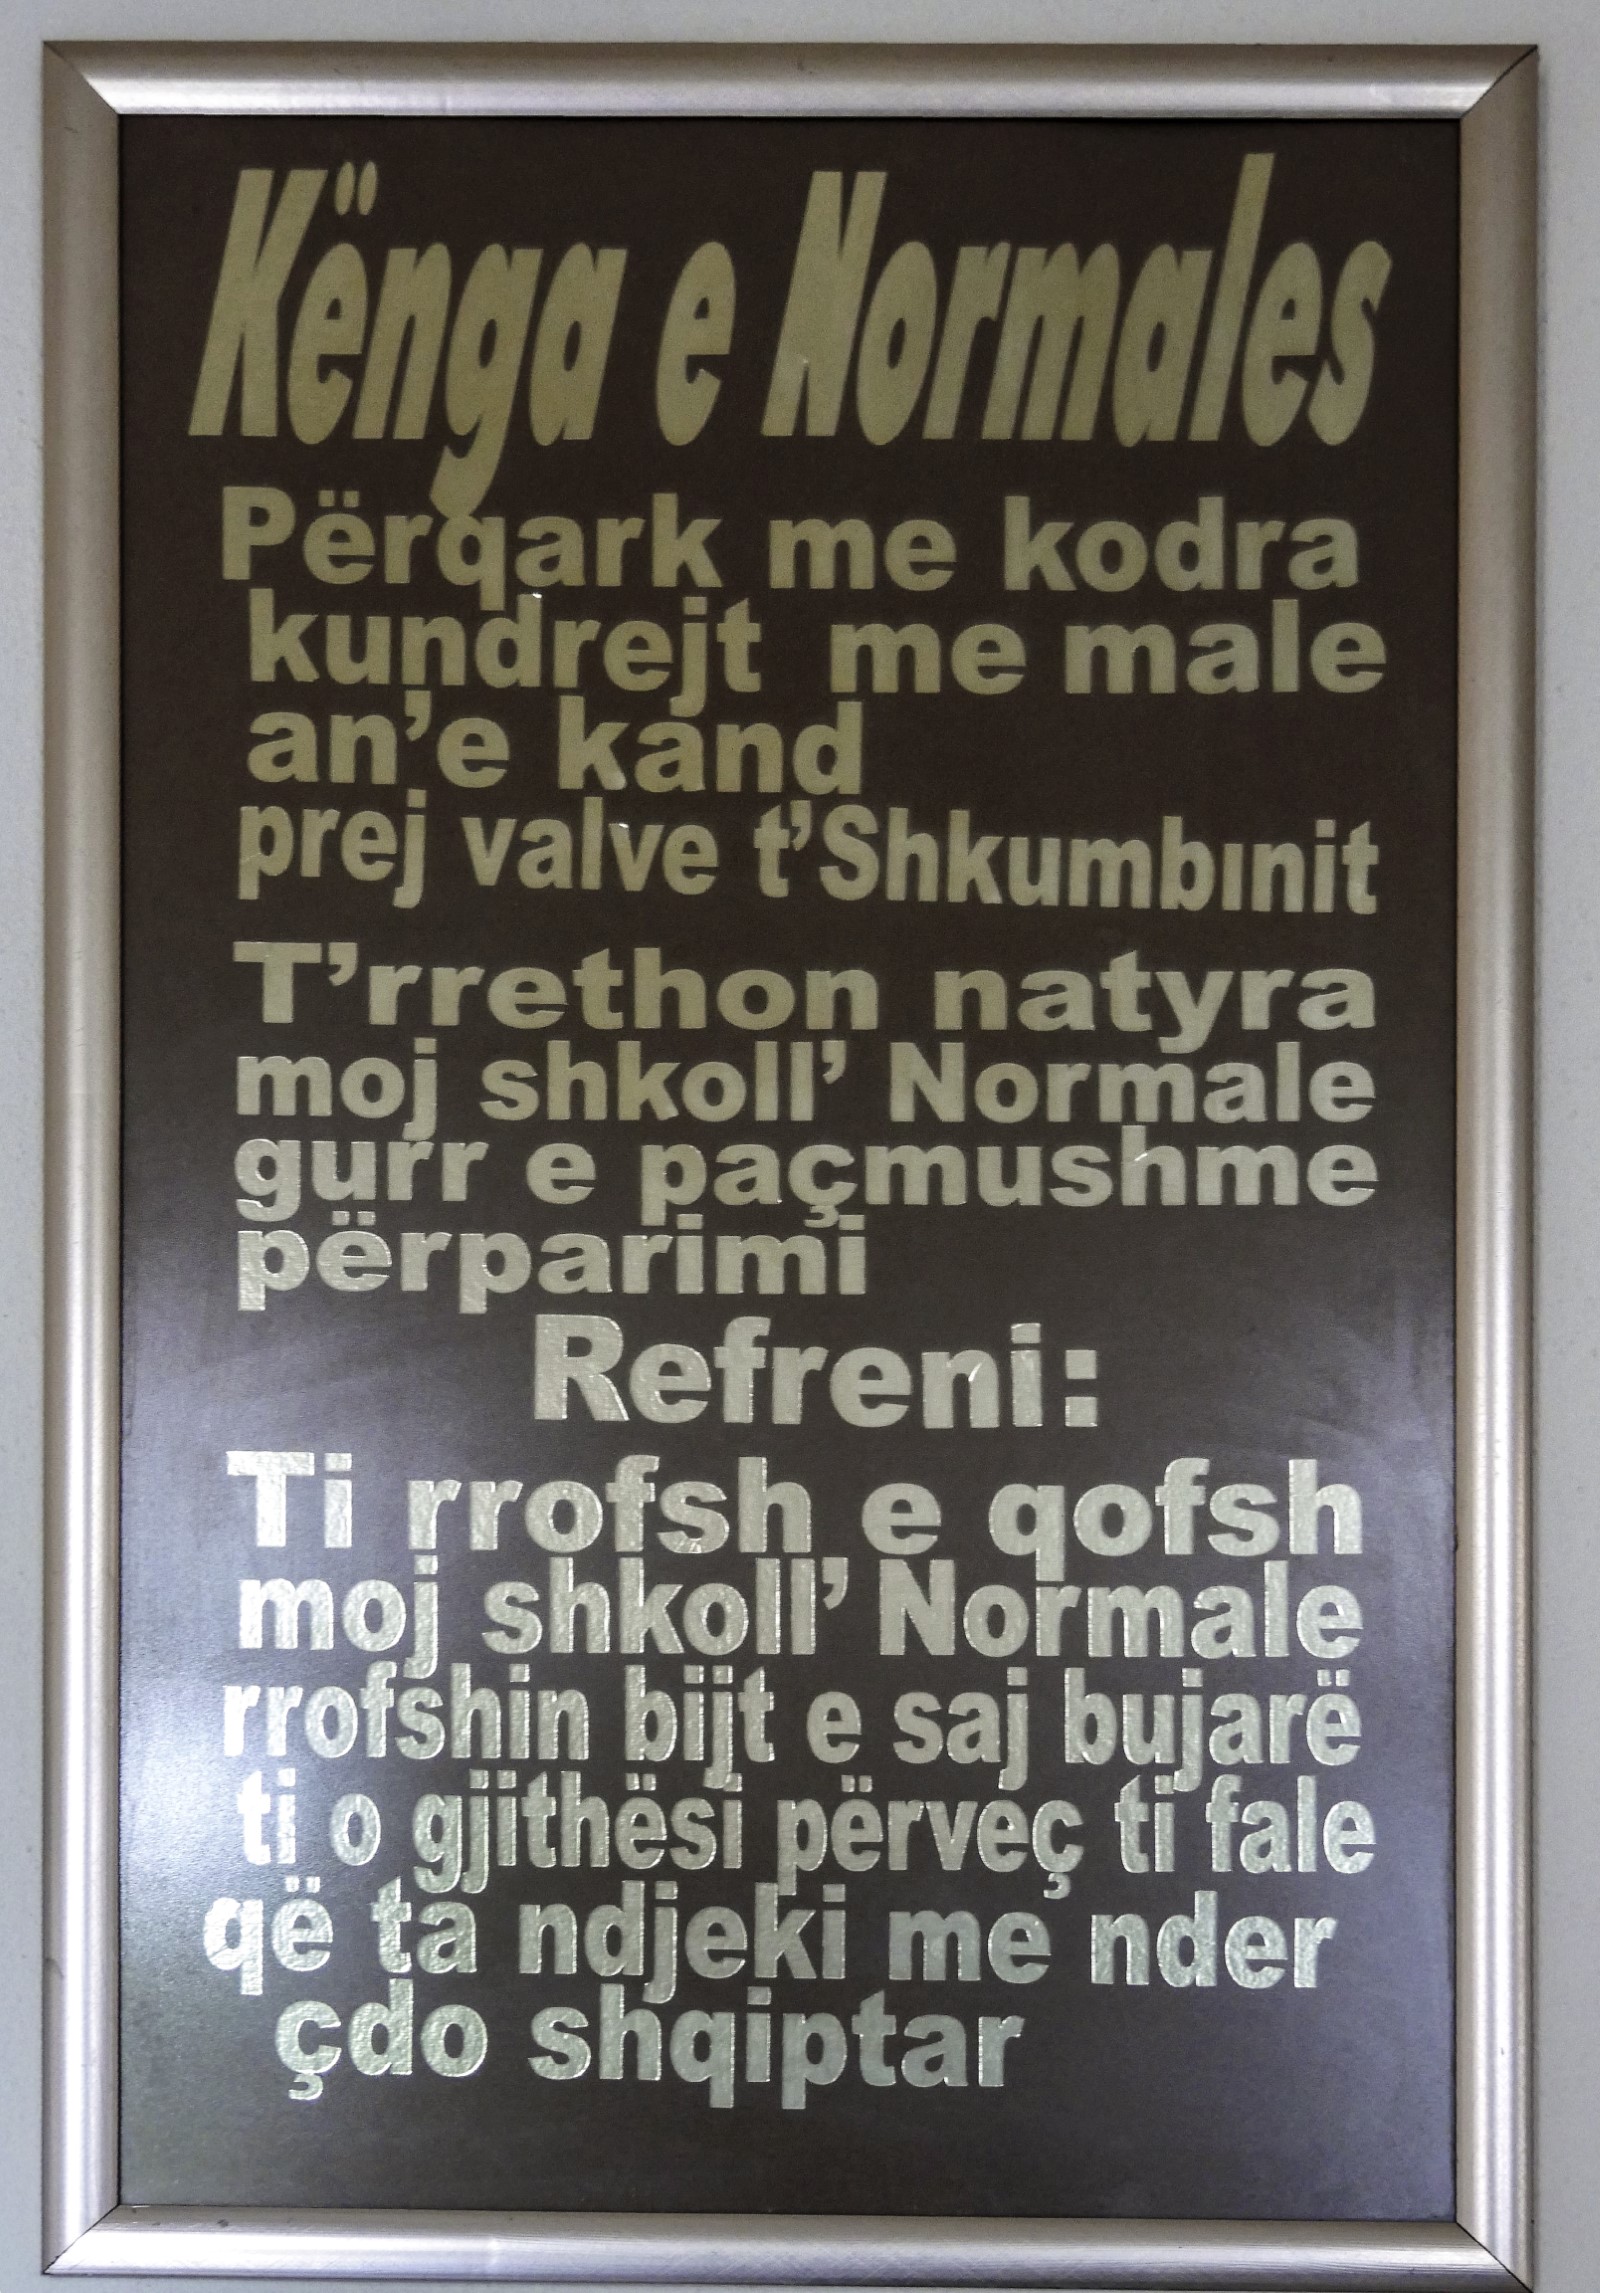 Kënga e Normales
Përqark me kodra
kundrejt me male
an'e kand
prej valve t'Shkumbınit
T'rrethon natyra
moj shkoll' Normale
gurr e paçmushme
përparimi
Refreni:
Ti rrofsh e qofsh
moj shkoll' Normale
rrofshin bijt e saj bujarë
ti o gjithësi përveç ti fale
që ta ndjeki me nder
çdo shqiptar